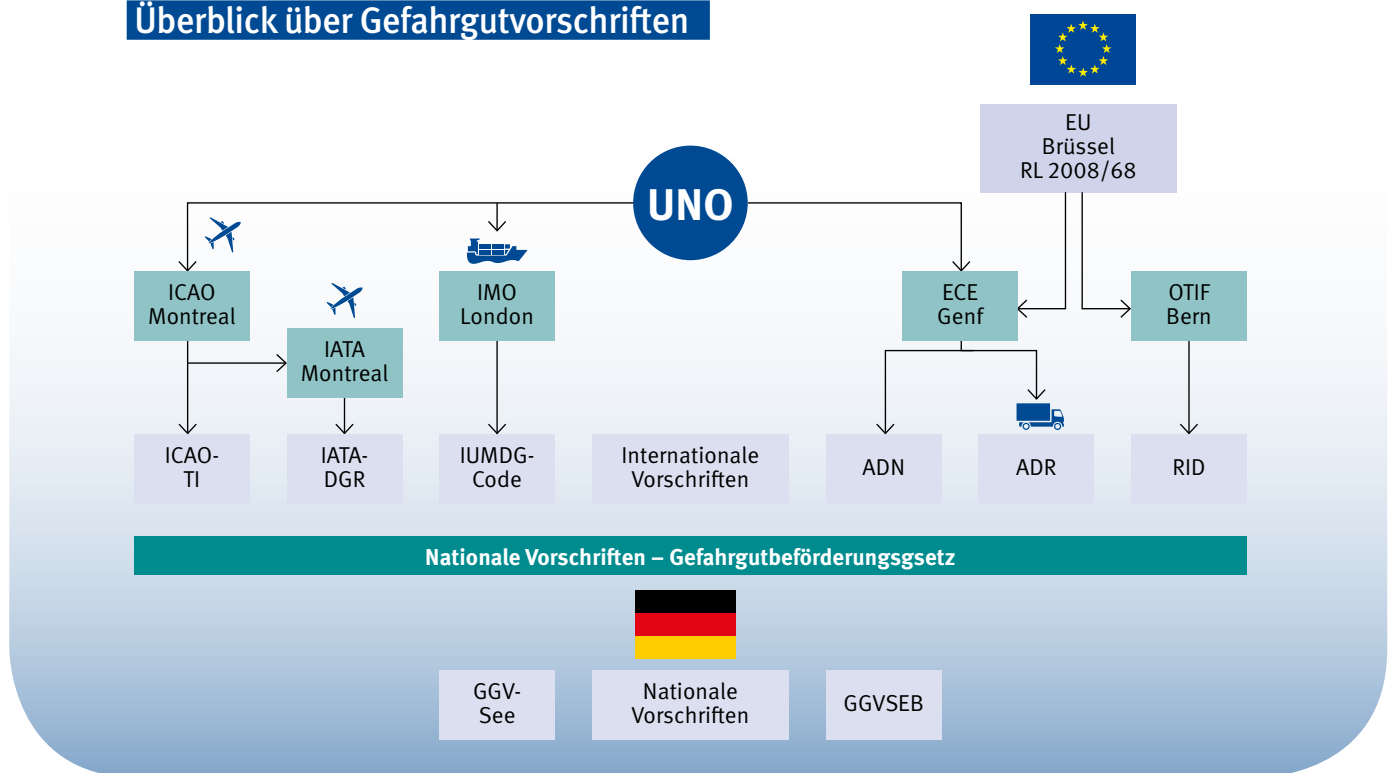 Überblick über Gefahrgutvorschriften
EU
Brüssel
RL 2008/68
UNO
ICAO
Montreal
IATA
Montreal
IMO
London
ECE
Genf
OTIF
Bern
ICAO-
TI
IATA-
DGR
IUMDG-
Code
Internationale
Vorschriften
ADN
ADR
RID
Nationale Vorschriften – Gefahrgutbeförderungsgsetz
GGV-
See
Nationale
Vorschriften
GGVSEB